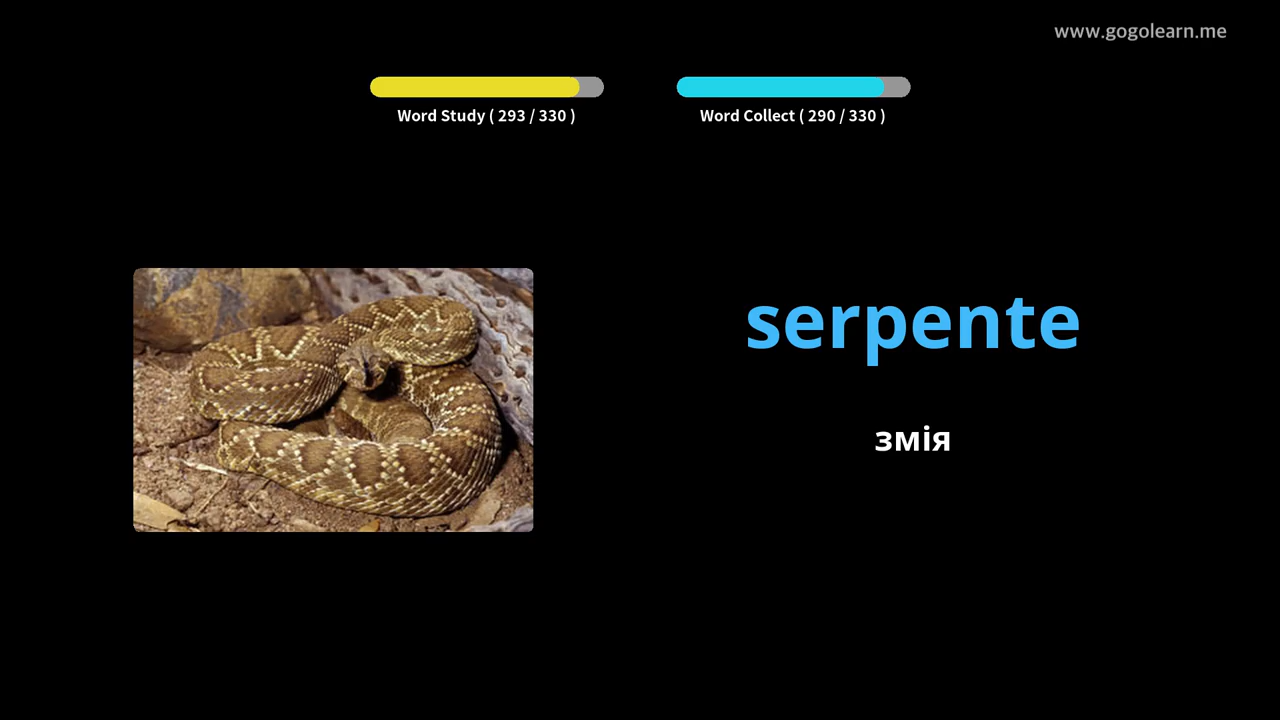 www.gogolearn.me
Word Study ( 293 / 330 )
Word Collect ( 290 / 330 )
serpente
змія